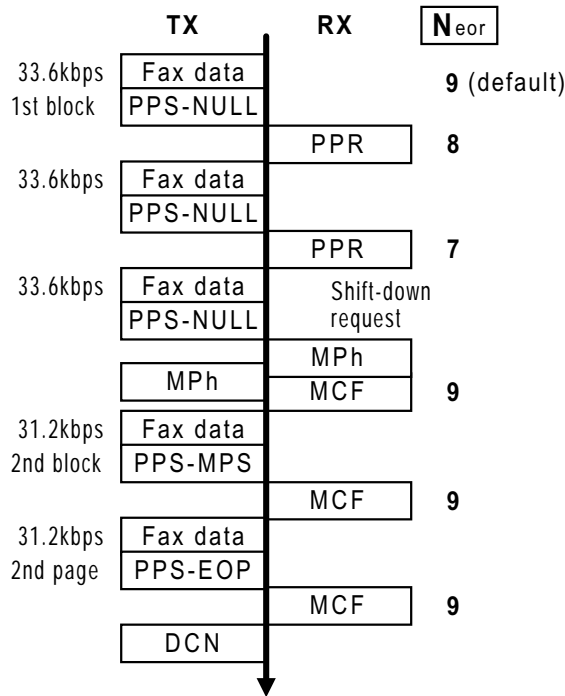 TX RX Neor
33.6kbps Fax data 9 (default)
1st block PPS-NULL
PPR 8
33.6kbps Fax data
PPS-NULL
PPR 7
33.6kbps Fax data Shift-down
PPS-NULL request
MPh
MPh
MCF 9
31.2kbps Fax data
2nd block PPS-MPS
MCF 9
31.2kbps Fax data
2nd page PPS-EOP
MCF 9
DCN